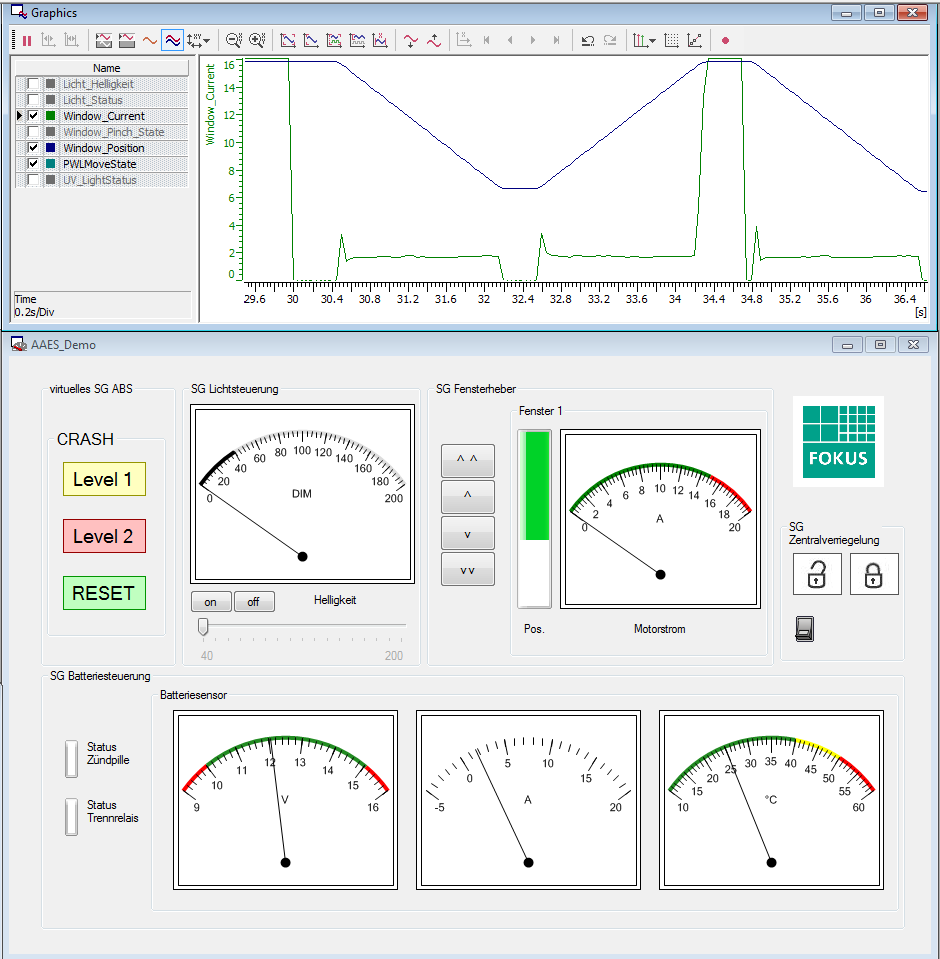 Graphics
Name
Licht_Helligkeit
Licht_Status
Window_Current
Window_Pinch_State
Window_Position
PWLMoveState
UV_LightStatus
Time
0.2s/Div
Window_Current
16
14
12
10
8
6
4
2
0
29.6 30 30.4 30.8 31.2 31.6 32 32.4 32.8 33.2 33.6 34 34.4 34.8 35.2 35.6 36 36.4
[s]
AAES_Demo
virtuelles SG ABS
CRASH
Level 1
Level 2
RESET
SG Lichtsteuerung
0 20 40 60 80 100 120 140 160 180 200
DIM
on off Helligkeit
40 200
SG Fensterheber
^ ^
^
v
v v
Fenster 1
Pos.
0 2 4 6 8 10 12 14 16 18 20
A
Motorstrom
FOKUS
SG
Zentralverriegelung
SG Batteriesteuerung
Status
Zündpille
Status
Trennrelais
Batteriesensor
9 10 11 12 13 14 15 16
V
-5 0 5 10 15 20
A
10 15 20 25 30 35 40 45 50 55 60
°C